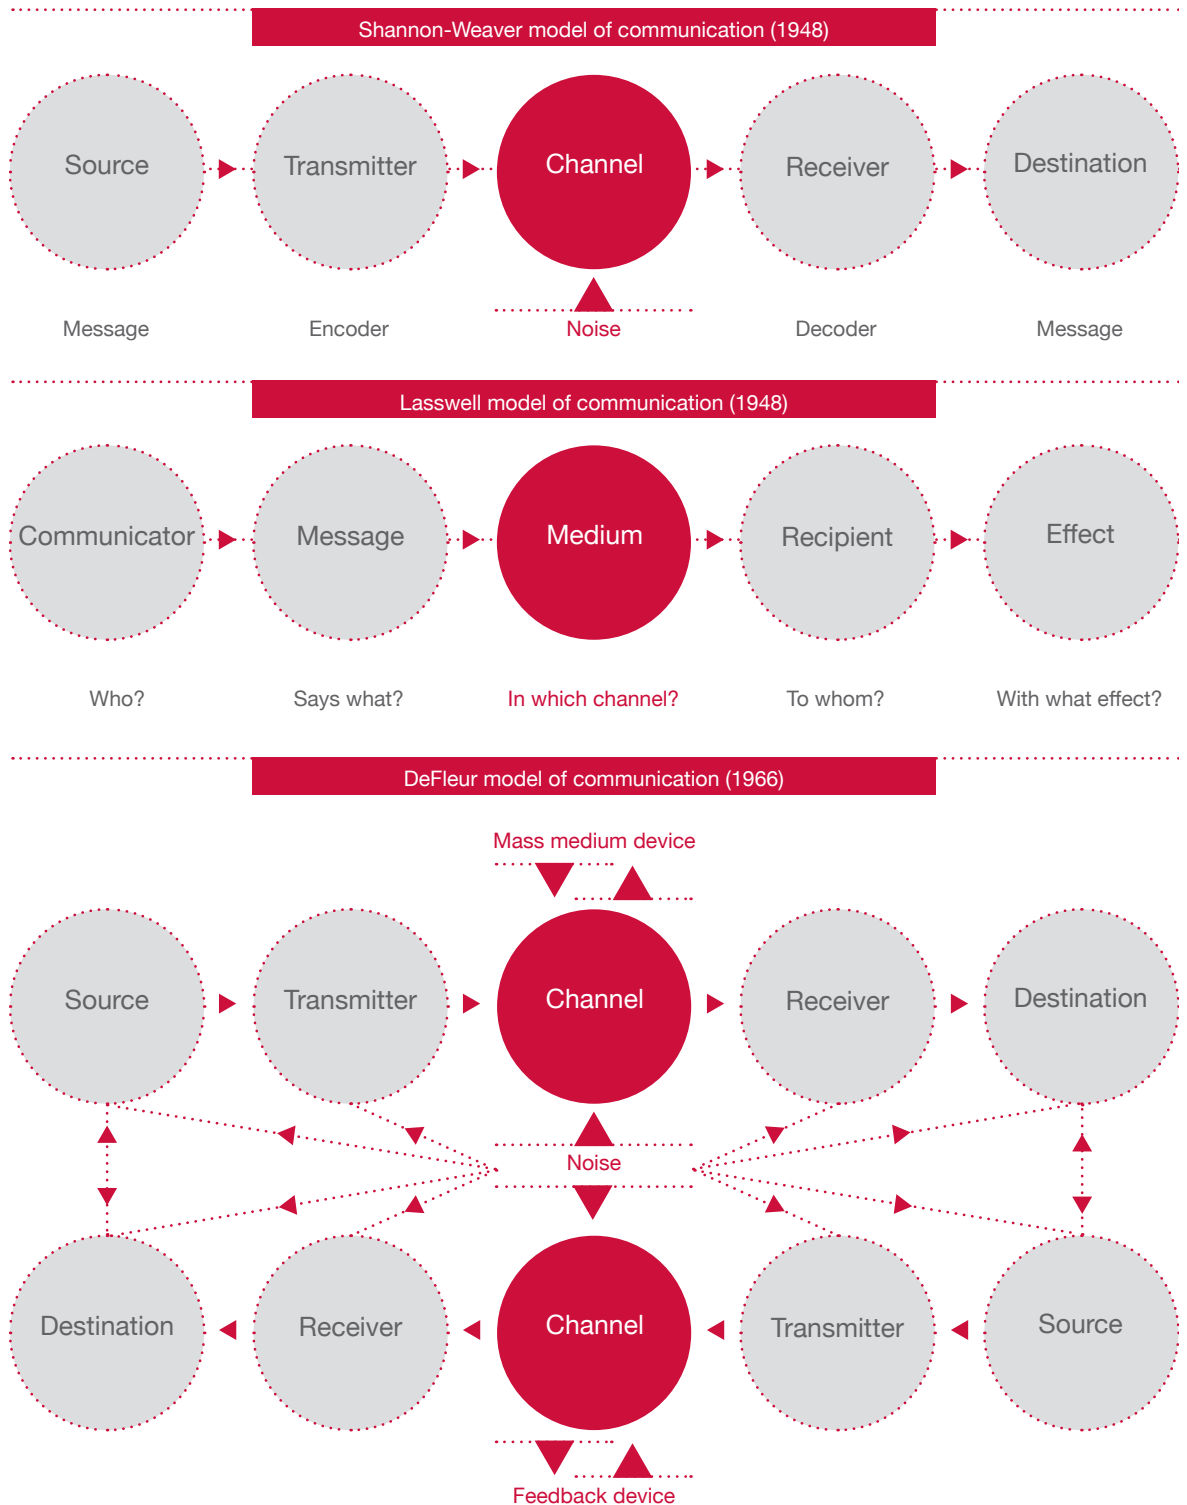 Shannon-Weaver model of communication (1948)
Source
Transmitter
Channel
Receiver
Destination
Message
Encoder
Noise
Decoder
Message
Lasswell model of communication (1948)
Communicator
Message
Medium
Recipient
Effect
Who?
Says what?
In which channel?
To whom?
With what effect?
DeFleur model of communication (1966)
Mass medium device
Source
Transmitter
Channel
Receiver
Destination
Noise
Destination
Receiver
Channel
Transmitter
Source
Feedback device